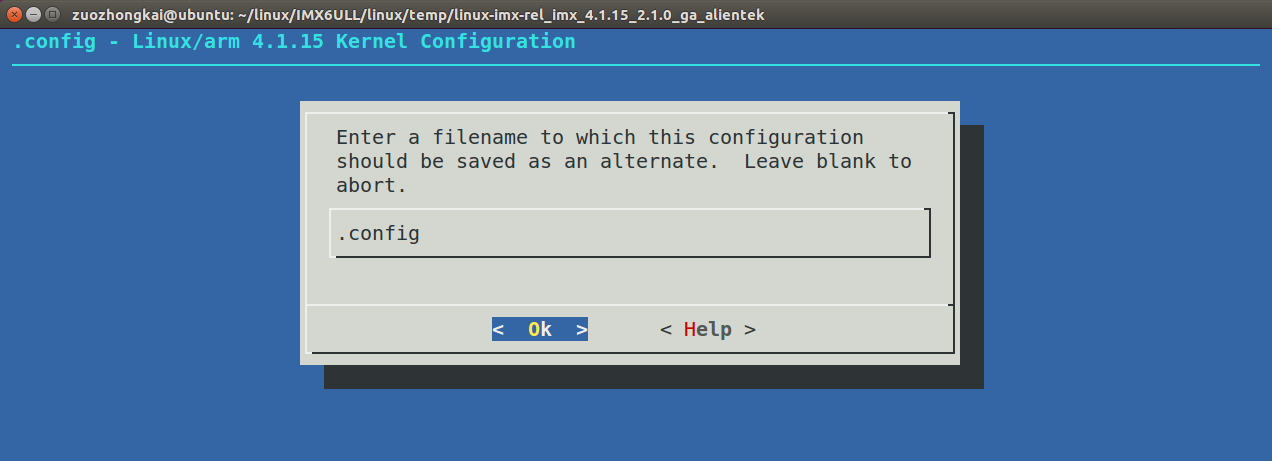 zuozhongkai@ubuntu: ~/linux/IMX6ULL/linux/temp/linux-imx-rel_imx_4.1.15_2.1.0_ga_alientek
.config - Linux/arm 4.1.15 Kernel Configuration
Enter a filename to which this configuration
should be saved as an alternate.  Leave blank to
abort.
.config
<  Ok  >      < Help >